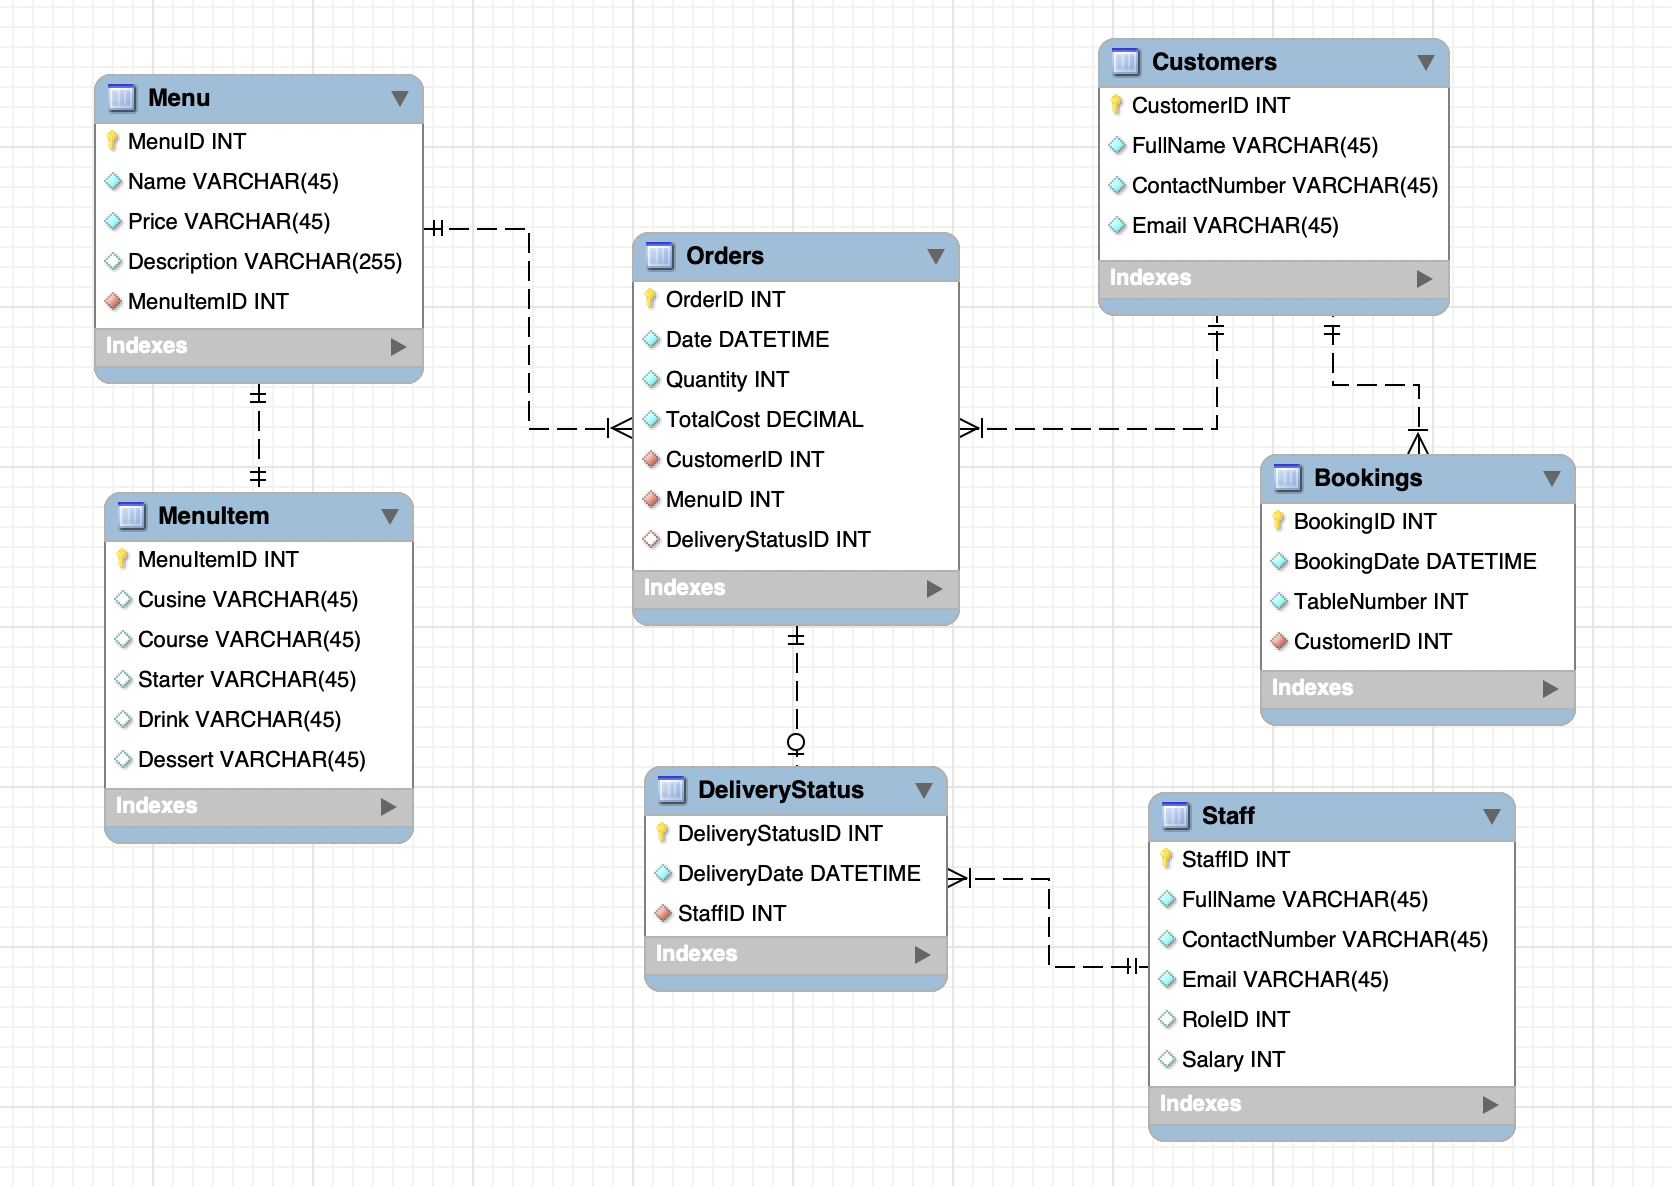 Menu
MenuID INT
Name VARCHAR(45)
Price VARCHAR(45)
Description VARCHAR(255)
MenuItemID INT
Indexes
MenuItem
MenuItemID INT
Cusine VARCHAR(45)
Course VARCHAR(45)
Starter VARCHAR(45)
Drink VARCHAR(45)
Dessert VARCHAR(45)
Indexes
Orders
OrderID INT
Date DATETIME
Quantity INT
TotalCost DECIMAL
CustomerID INT
MenuID INT
DeliveryStatusID INT
Indexes
DeliveryStatus
DeliveryStatusID INT
DeliveryDate DATETIME
StaffID INT
Indexes
Customers
CustomerID INT
FullName VARCHAR(45)
ContactNumber VARCHAR(45)
Email VARCHAR(45)
Indexes
Bookings
BookingID INT
BookingDate DATETIME
TableNumber INT
CustomerID INT
Indexes
Staff
StaffID INT
FullName VARCHAR(45)
ContactNumber VARCHAR(45)
Email VARCHAR(45)
RoleID INT
Salary INT
Indexes